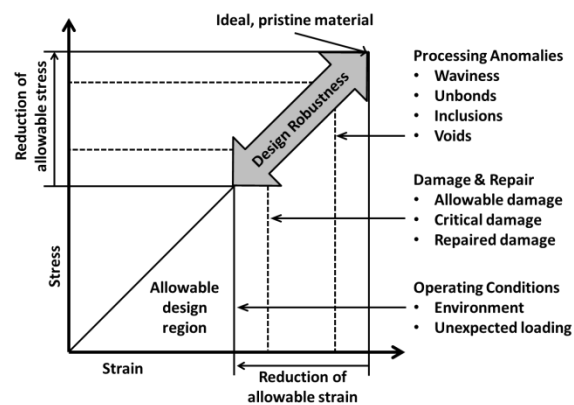 Ideal, pristine material
Reduction of
allowable stress
Design Robustness
Processing Anomalies
• Waviness
• Unbonds
• Inclusions
• Voids
Damage & Repair
• Allowable damage
• Critical damage
• Repaired damage
Stress
Allowable
design
region
Operating Conditions
• Environment
• Unexpected loading
Strain
Reduction of
allowable strain